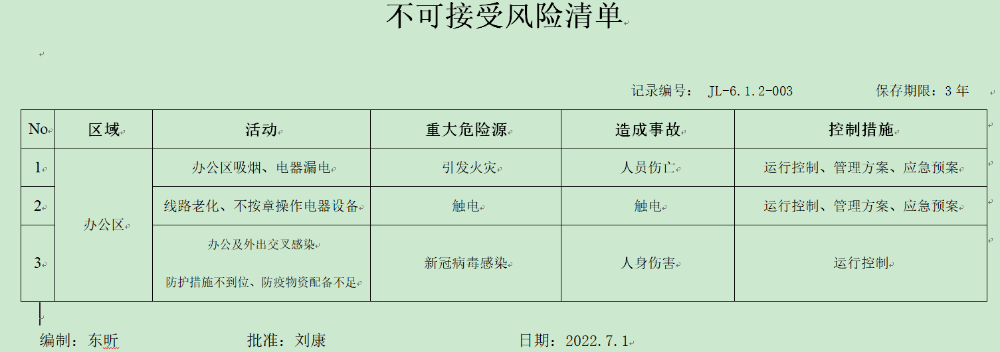 不可接受风险清单
记录编号： JL-6.1.2-003 保存期限：3年
No 区域 活动 重大危险源 造成事故 控制措施
1 办公区吸烟、电器漏电 引发火灾 人员伤亡 运行控制、管理方案、应急预案
2 线路老化、不按章操作电器设备 触电 触电 运行控制、管理方案、应急预案
办公区
3 办公及外出交叉感染
防护措施不到位、防疫物资配备不足 新冠病毒感染 人身伤害 运行控制
编制：东昕 批准：刘康 日期：2022.7.1